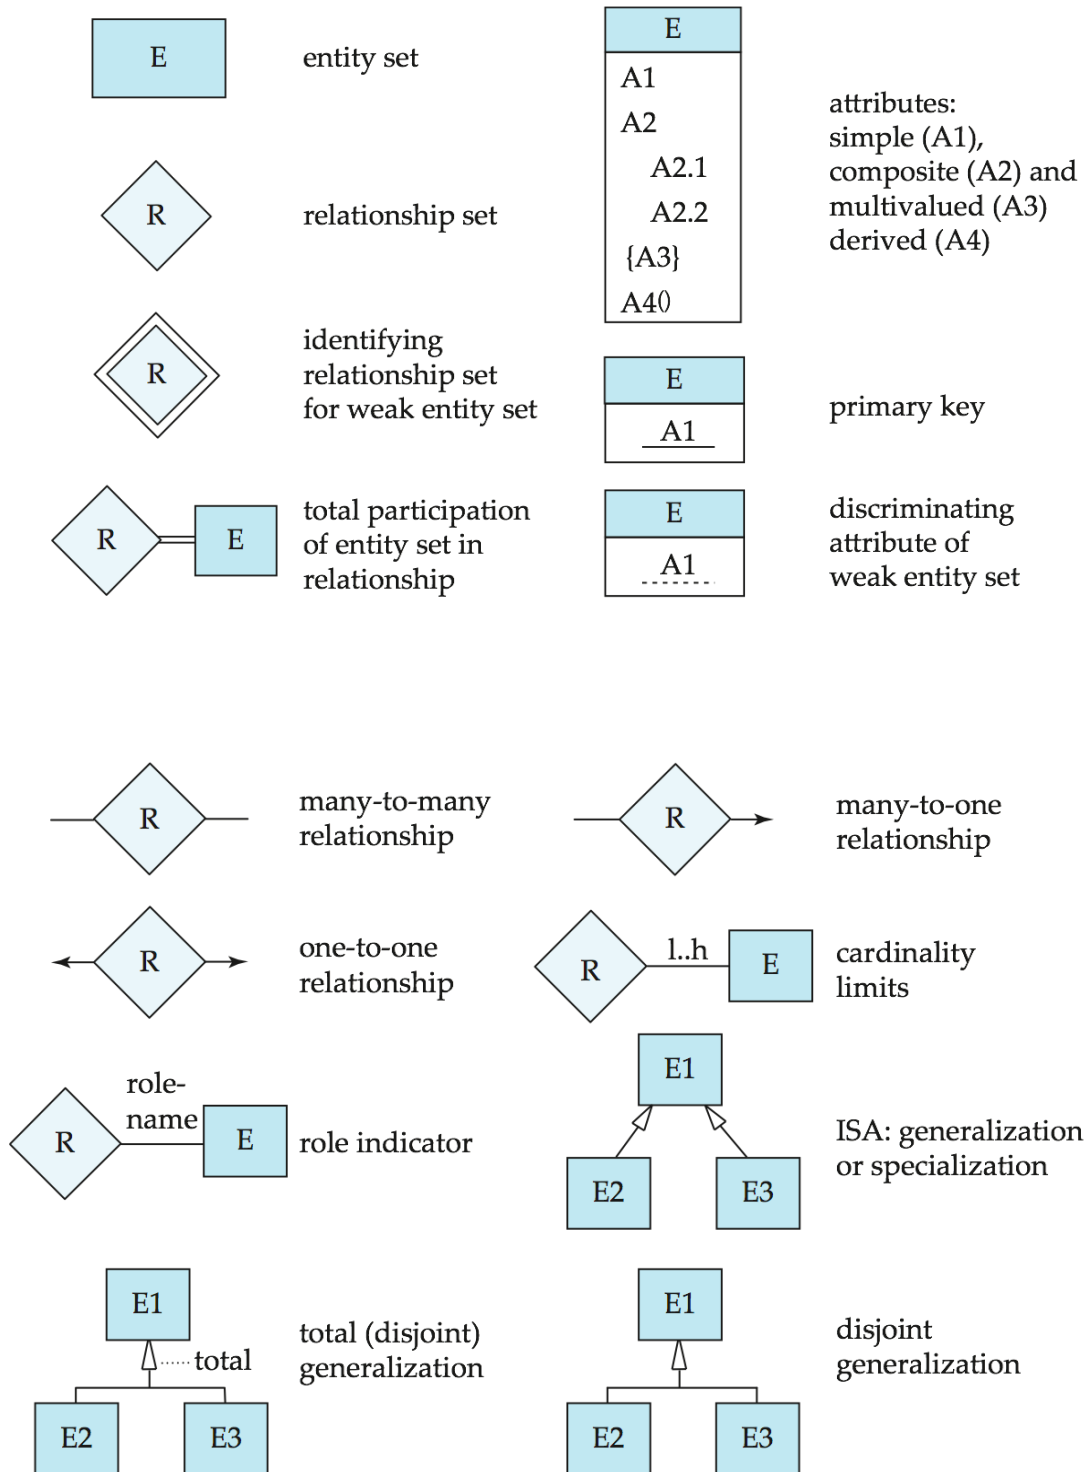 E
entity set
R
relationship set
R
identifying
relationship set
for weak entity set
R
E
total participation
of entity set in
relationship
E
A1
A2
A2.1
A2.2
{A3}
A4()
attributes:
simple (A1),
composite (A2) and
multivalued (A3)
derived (A4)
E
A1
primary key
E
A1
discriminating
attribute of
weak entity set
R
many-to-many
relationship
R
many-to-one
relationship
R
one-to-one
relationship
R
l..h
E
cardinality
limits
R
role-
name
E
role indicator
E1
E2
E3
ISA: generalization
or specialization
E1
total
E2
E3
total (disjoint)
generalization
E1
E2
E3
disjoint
generalization